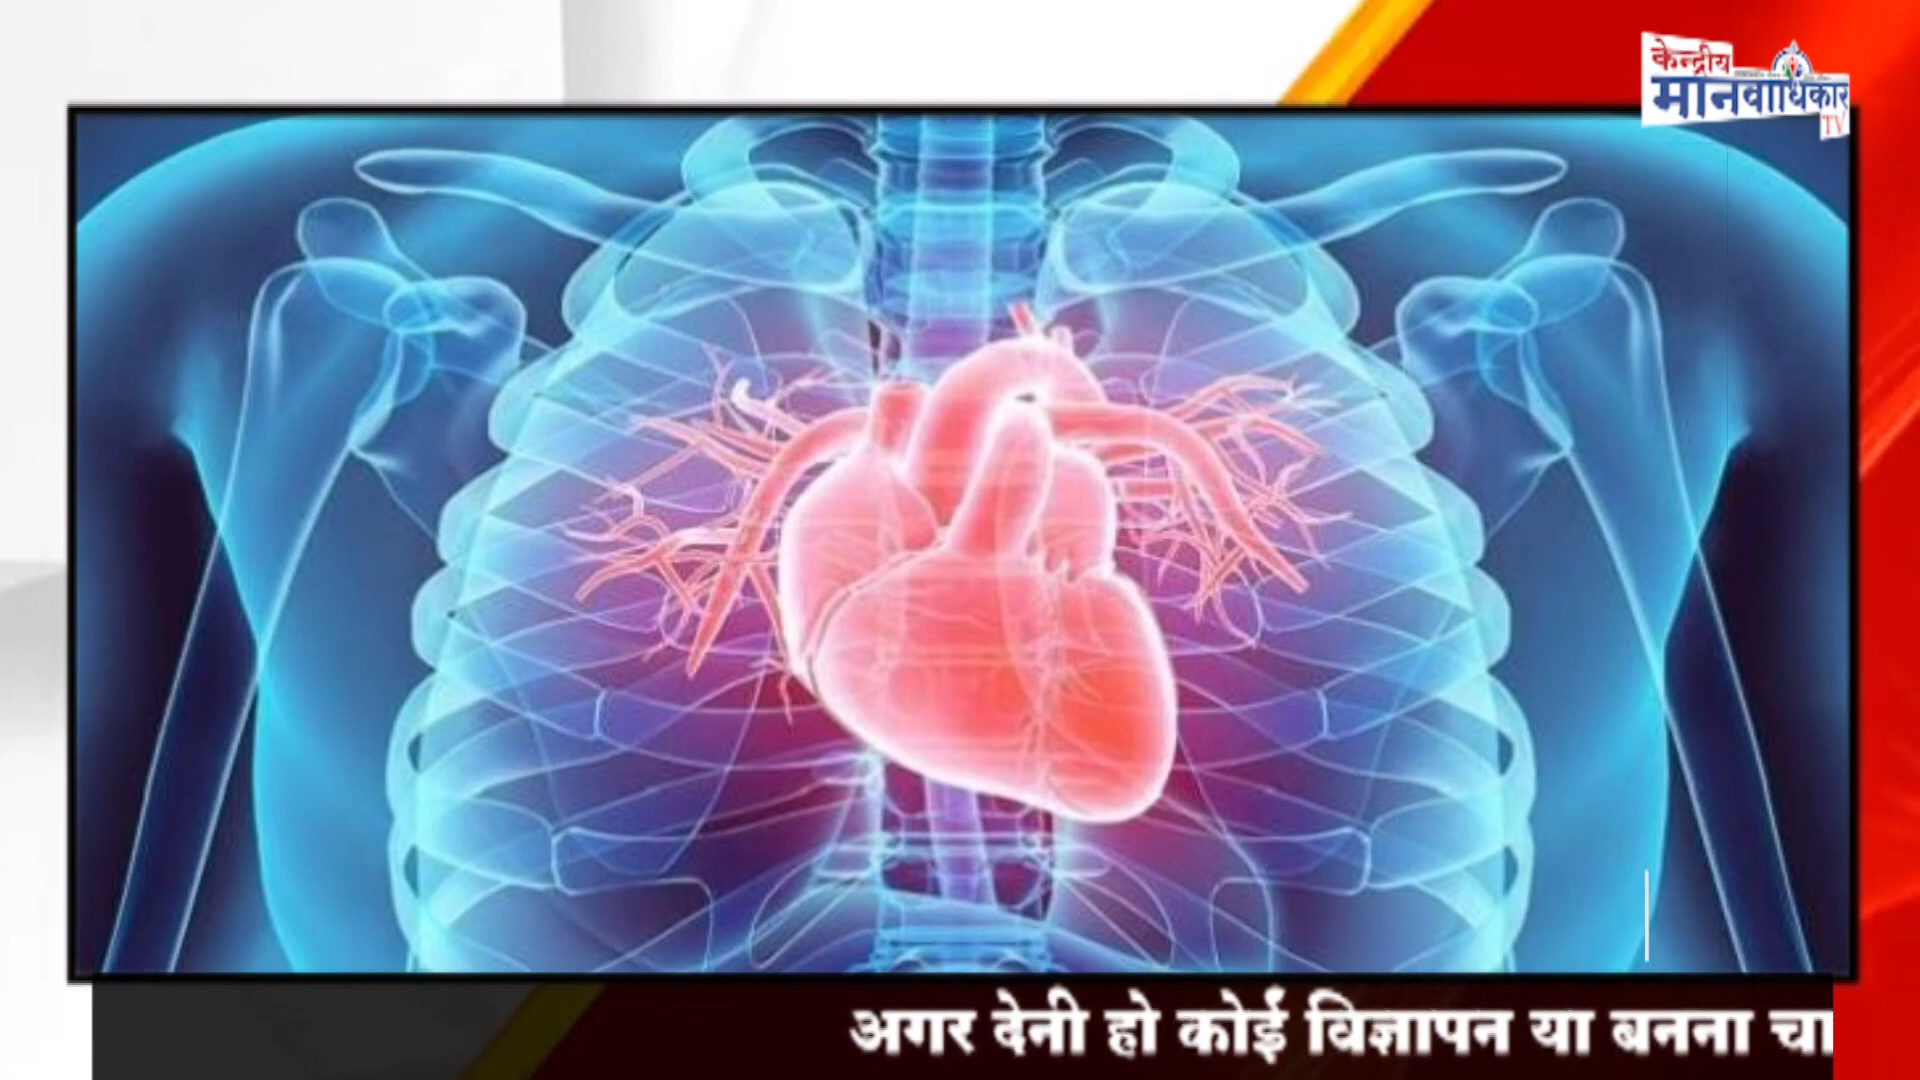 केन्द्रीय
मानवाधिकार
TV
अगर देनी हो कोई विज्ञापन या बनना चा